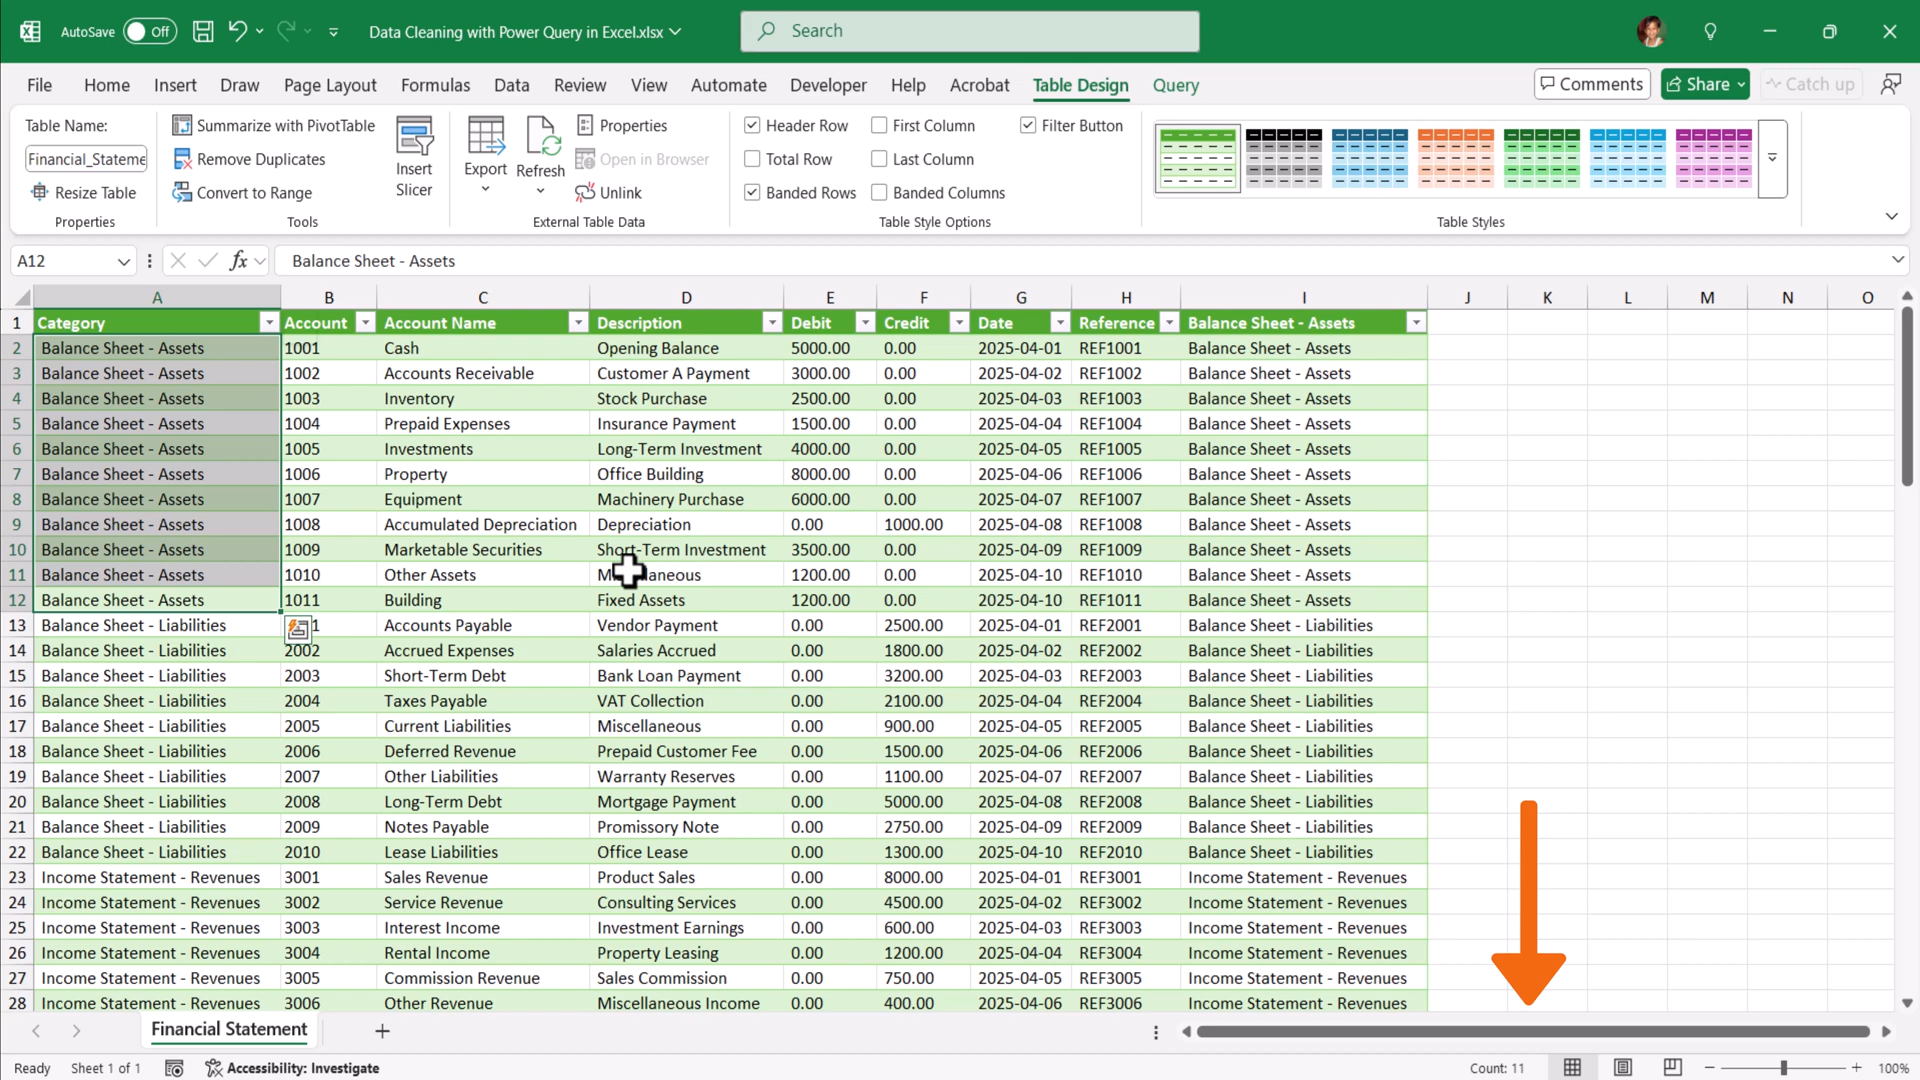 AutoSave Off Data Cleaning with Power Query in Excel.xlsx Search
File Home Insert Draw Page Layout Formulas Data Review View Automate Developer Help Acrobat Table Design Query Comments Share Catch up
Table Name: Summarize with PivotTable Properties Header Row First Column Filter Button
Financial_Stateme Remove Duplicates Insert Slicer Export Refresh Open in Browser Total Row Last Column
Resize Table Convert to Range Unlink Banded Rows Banded Columns
Properties Tools External Table Data Table Style Options Table Styles
A12 fx Balance Sheet - Assets
A B C D E F G H I J K L M N O
1 Category Account Account Name Description Debit Credit Date Reference Balance Sheet - Assets
2 Balance Sheet - Assets 1001 Cash Opening Balance 5000.00 0.00 2025-04-01 REF1001 Balance Sheet - Assets
3 Balance Sheet - Assets 1002 Accounts Receivable Customer A Payment 3000.00 0.00 2025-04-02 REF1002 Balance Sheet - Assets
4 Balance Sheet - Assets 1003 Inventory Stock Purchase 2500.00 0.00 2025-04-03 REF1003 Balance Sheet - Assets
5 Balance Sheet - Assets 1004 Prepaid Expenses Insurance Payment 1500.00 0.00 2025-04-04 REF1004 Balance Sheet - Assets
6 Balance Sheet - Assets 1005 Investments Long-Term Investment 4000.00 0.00 2025-04-05 REF1005 Balance Sheet - Assets
7 Balance Sheet - Assets 1006 Property Office Building 8000.00 0.00 2025-04-06 REF1006 Balance Sheet - Assets
8 Balance Sheet - Assets 1007 Equipment Machinery Purchase 6000.00 0.00 2025-04-07 REF1007 Balance Sheet - Assets
9 Balance Sheet - Assets 1008 Accumulated Depreciation Depreciation 0.00 1000.00 2025-04-08 REF1008 Balance Sheet - Assets
10 Balance Sheet - Assets 1009 Marketable Securities Short-Term Investment 3500.00 0.00 2025-04-09 REF1009 Balance Sheet - Assets
11 Balance Sheet - Assets 1010 Other Assets 1200.00 0.00 2025-04-10 REF1010 Balance Sheet - Assets
12 Balance Sheet - Assets 1011 Building Fixed Assets 1200.00 0.00 2025-04-10 REF1011 Balance Sheet - Assets
13 Balance Sheet - Liabilities Accounts Payable Vendor Payment 0.00 2500.00 2025-04-01 REF2001 Balance Sheet - Liabilities
14 Balance Sheet - Liabilities 2002 Accrued Expenses Salaries Accrued 0.00 1800.00 2025-04-02 REF2002 Balance Sheet - Liabilities
15 Balance Sheet - Liabilities 2003 Short-Term Debt Bank Loan Payment 0.00 3200.00 2025-04-03 REF2003 Balance Sheet - Liabilities
16 Balance Sheet - Liabilities 2004 Taxes Payable VAT Collection 0.00 2100.00 2025-04-04 REF2004 Balance Sheet - Liabilities
17 Balance Sheet - Liabilities 2005 Current Liabilities Miscellaneous 0.00 900.00 2025-04-05 REF2005 Balance Sheet - Liabilities
18 Balance Sheet - Liabilities 2006 Deferred Revenue Prepaid Customer Fee 0.00 1500.00 2025-04-06 REF2006 Balance Sheet - Liabilities
19 Balance Sheet - Liabilities 2007 Other Liabilities Warranty Reserves 0.00 1100.00 2025-04-07 REF2007 Balance Sheet - Liabilities
20 Balance Sheet - Liabilities 2008 Long-Term Debt Mortgage Payment 0.00 5000.00 2025-04-08 REF2008 Balance Sheet - Liabilities
21 Balance Sheet - Liabilities 2009 Notes Payable Promissory Note 0.00 2750.00 2025-04-09 REF2009 Balance Sheet - Liabilities
22 Balance Sheet - Liabilities 2010 Lease Liabilities Office Lease 0.00 1300.00 2025-04-10 REF2010 Balance Sheet - Liabilities
23 Income Statement - Revenues 3001 Sales Revenue Product Sales 0.00 8000.00 2025-04-01 REF3001 Income Statement - Revenues
24 Income Statement - Revenues 3002 Service Revenue Consulting Services 0.00 4500.00 2025-04-02 REF3002 Income Statement - Revenues
25 Income Statement - Revenues 3003 Interest Income Investment Earnings 0.00 600.00 2025-04-03 REF3003 Income Statement - Revenues
26 Income Statement - Revenues 3004 Rental Income Property Leasing 0.00 1200.00 2025-04-04 REF3004 Income Statement - Revenues
27 Income Statement - Revenues 3005 Commission Revenue Sales Commission 0.00 750.00 2025-04-05 REF3005 Income Statement - Revenues
28 Income Statement - Revenues 3006 Other Revenue Miscellaneous Income 0.00 400.00 2025-04-06 REF3006 Income Statement - Revenues
Financial Statement
Ready Sheet 1 of 1 Accessibility: Investigate Count: 11 100%